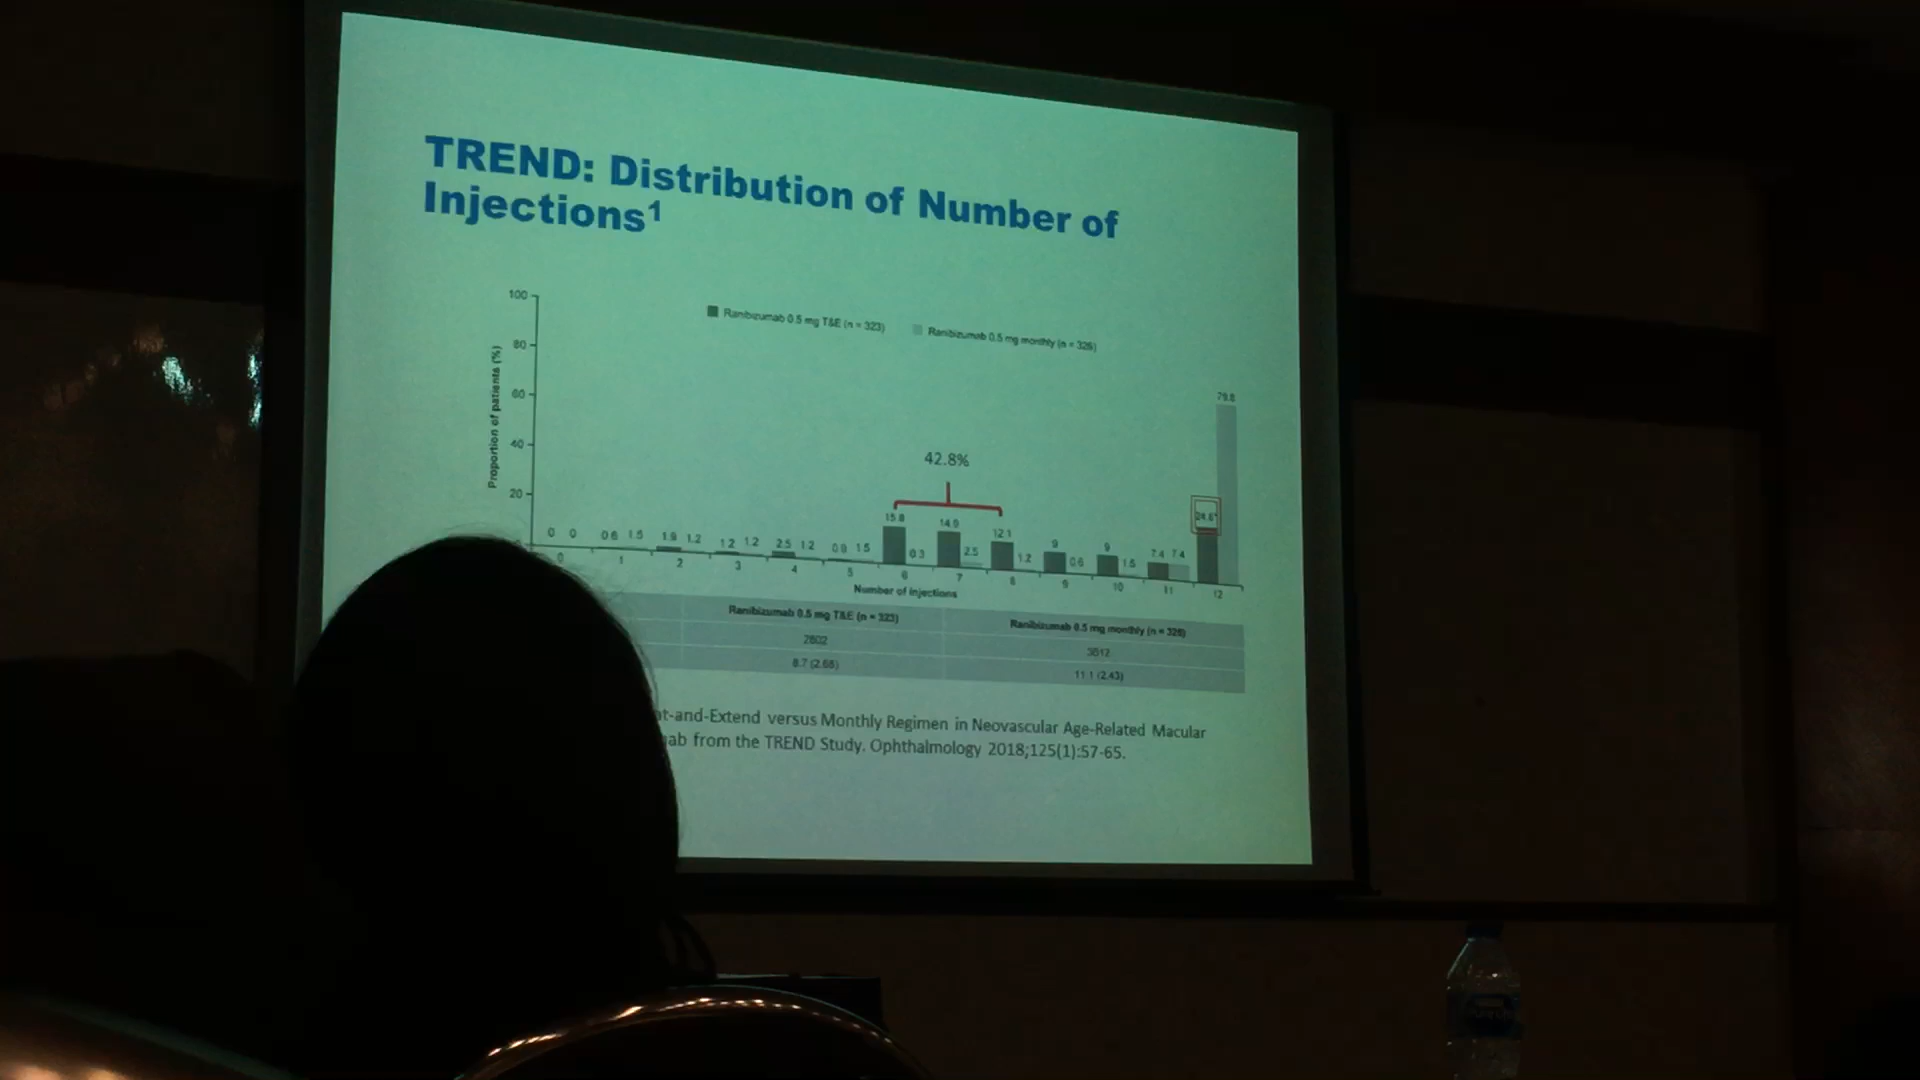 TREND: Distribution of Number of
Injections¹
Ranibizumab 0.5 mg T&E (n = 323)
Ranibizumab 0.5 mg monthly (n = 326)
Proportion of patients (%)
100
80
60
40
20
42.8%
0 0 0.6 1.5 1.9 1.2 1.2 1.2 2.5 1.2 0.9 1.5 15.8 0.3 14.9 2.5 12.1 1.2 9 0.6 9 1.5 7.4 7.4 24.8* 79.8
0 1 2 3 4 5 6 7 8 9 10 11 12
Number of injections
Ranibizumab 0.5 mg T&E (n = 323) Ranibizumab 0.5 mg monthly (n = 326)
2802 3612
8.7 (2.68) 11.1 (2.43)
t-and-Extend versus Monthly Regimen in Neovascular Age-Related Macular
ab from the TREND Study. Ophthalmology 2018;125(1):57-65.